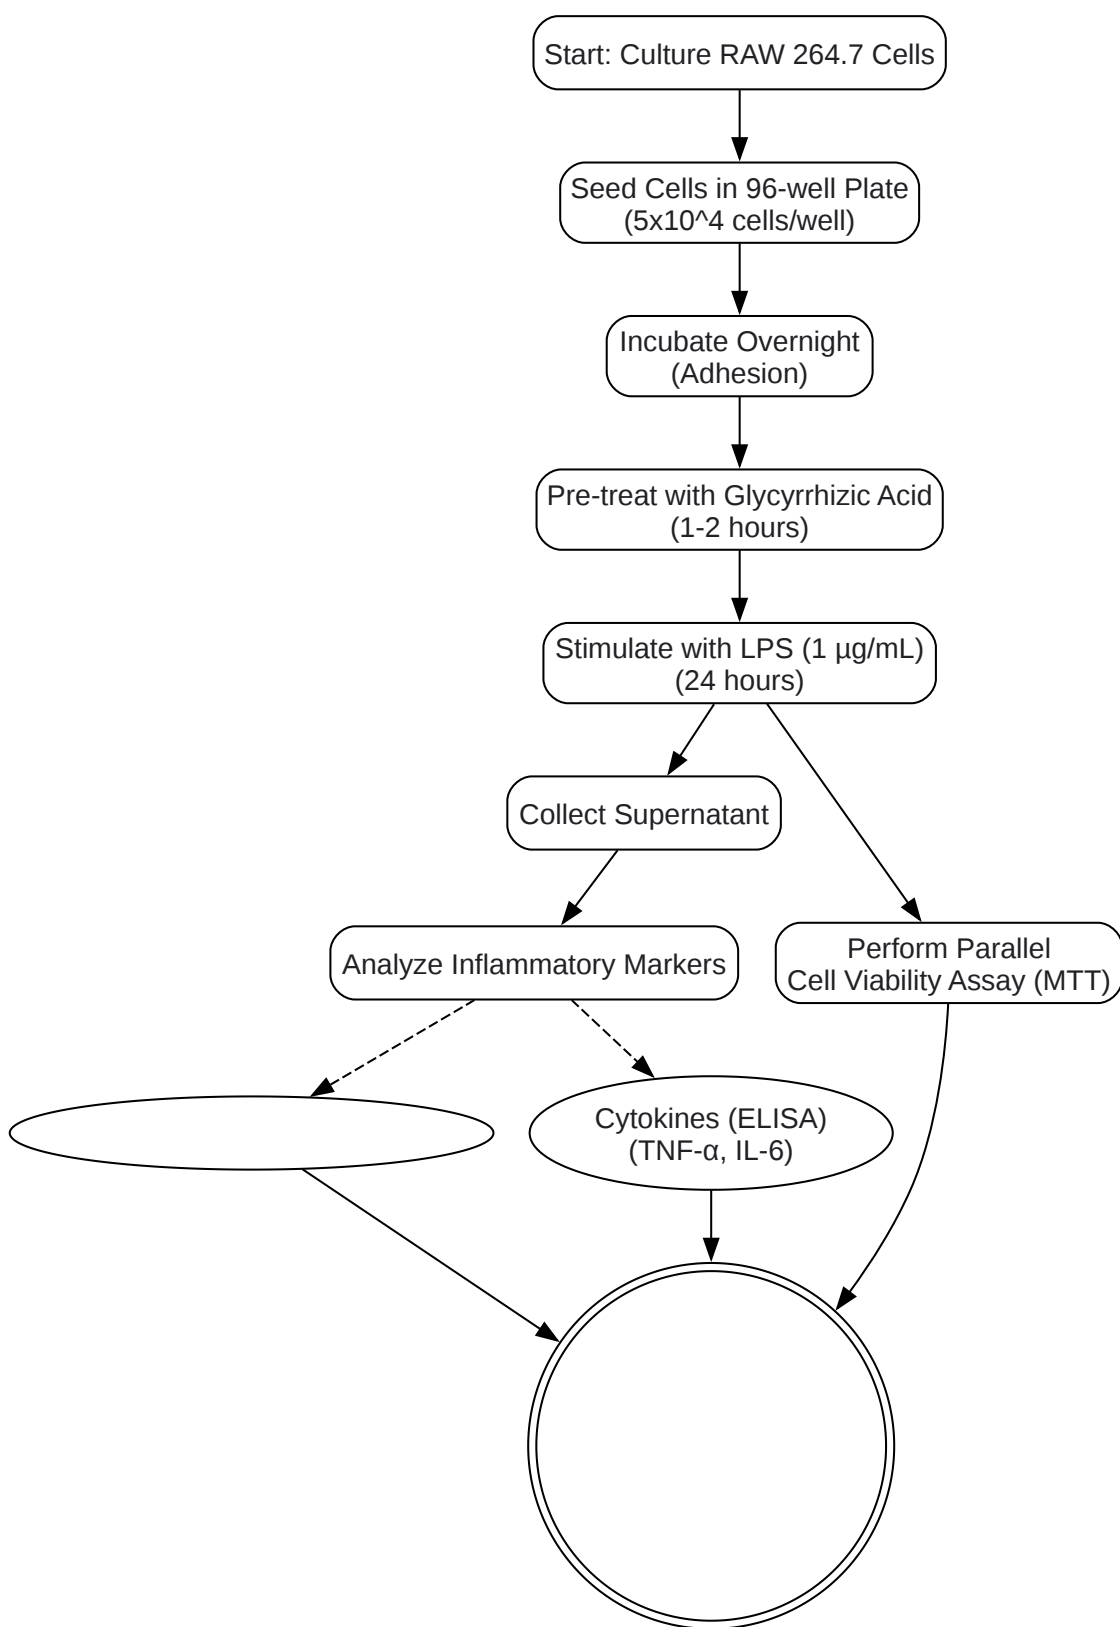 Start: Culture RAW 264.7 Cells
Seed Cells in 96-well Plate
(5x10^4 cells/well)
Incubate Overnight
(Adhesion)
Pre-treat with Glycyrrhizic Acid
(1-2 hours)
Stimulate with LPS (1 µg/mL)
(24 hours)
Collect Supernatant
Analyze Inflammatory Markers
Perform Parallel
Cell Viability Assay (MTT)
Cytokines (ELISA)
(TNF-α, IL-6)